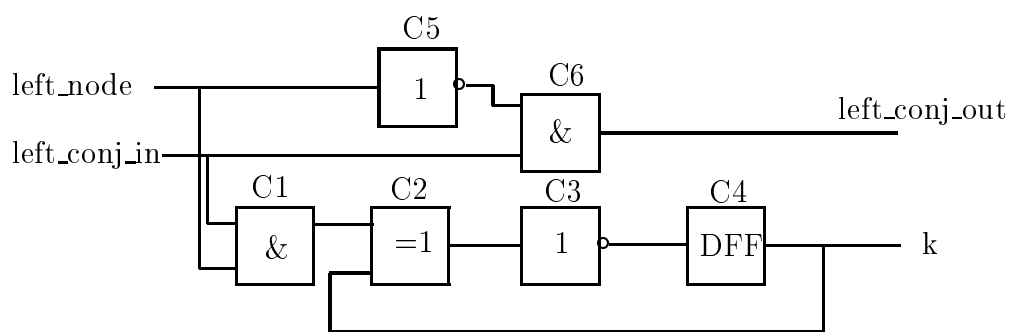 C5
left_node
1
C6
left_conj_out
&
left_conj_in
C1
C2
C3
C4
&
=1
1
DFF
k